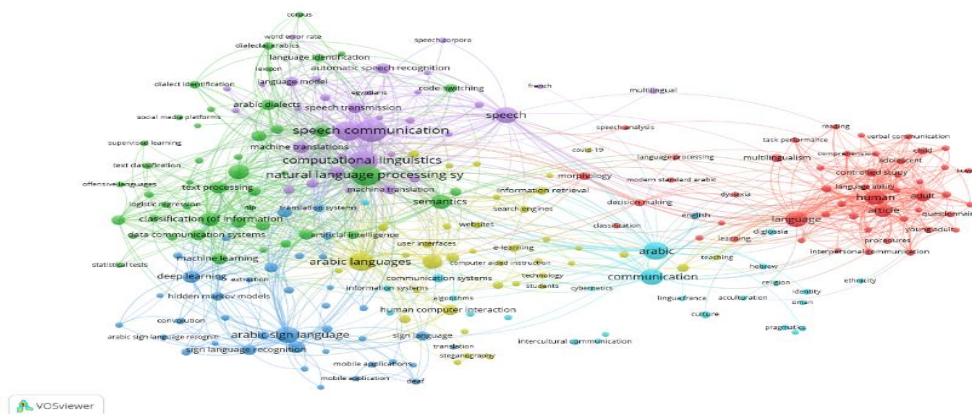 corpus
word error rate
speech corpora
dialectal arabics
language identification
lexicon
automatic speech recognition
dialect identification
language model
egyptians
code-switching
french
multilingual
arabic dialects
speech transmission
social media platforms
speech
speech communication
speech analysis
reading
task performance
verbal communication
supervised learning
machine translations
covid-19
comprehension
child
text classification
computational linguistics
language processing
multilingualism
adolescent
controlled study
natural language processing sy
morphology
offensive languages
text processing
machine translation
information retrieval
modern standard arabic
language ability
dyslexia
human
adult
logistic regression
nlp
translation systems
semantics
search engines
decision making
article
questionnaire
classification of information
websites
classification
english
language
young adult
data communication systems
artificial intelligence
diglossia
learning
procedures
user interfaces
e-learning
arabic
interpersonal communication
statistical tests
machine learning
arabic languages
computer aided instruction
teaching
hebrew
deep learning
extraction
communication systems
technology
communication
religion
ethnicity
information systems
students
cybernetics
hidden markov models
algorithms
lingua franca
acculturation
identity
oman
human computer interaction
culture
convolution
pragmatics
arabic sign language recognit
arabic sign language
sign language
intercultural communication
sign language recognition
translation
steganography
mobile applications
mobile application
deaf
VOSviewer